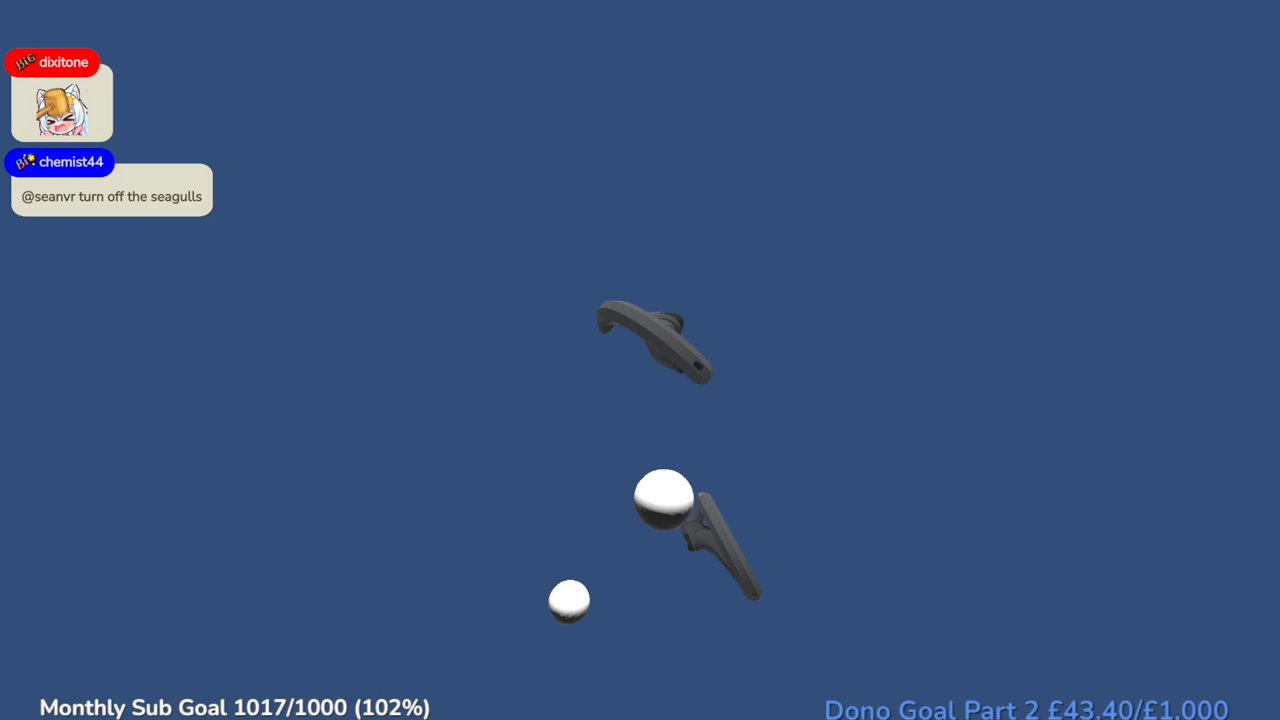 BiG dixitone
chemist44
@seanvr turn off the seagulls
Monthly Sub Goal 1017/1000 (102%)
Dono Goal Part 2 £43.40/£1,000